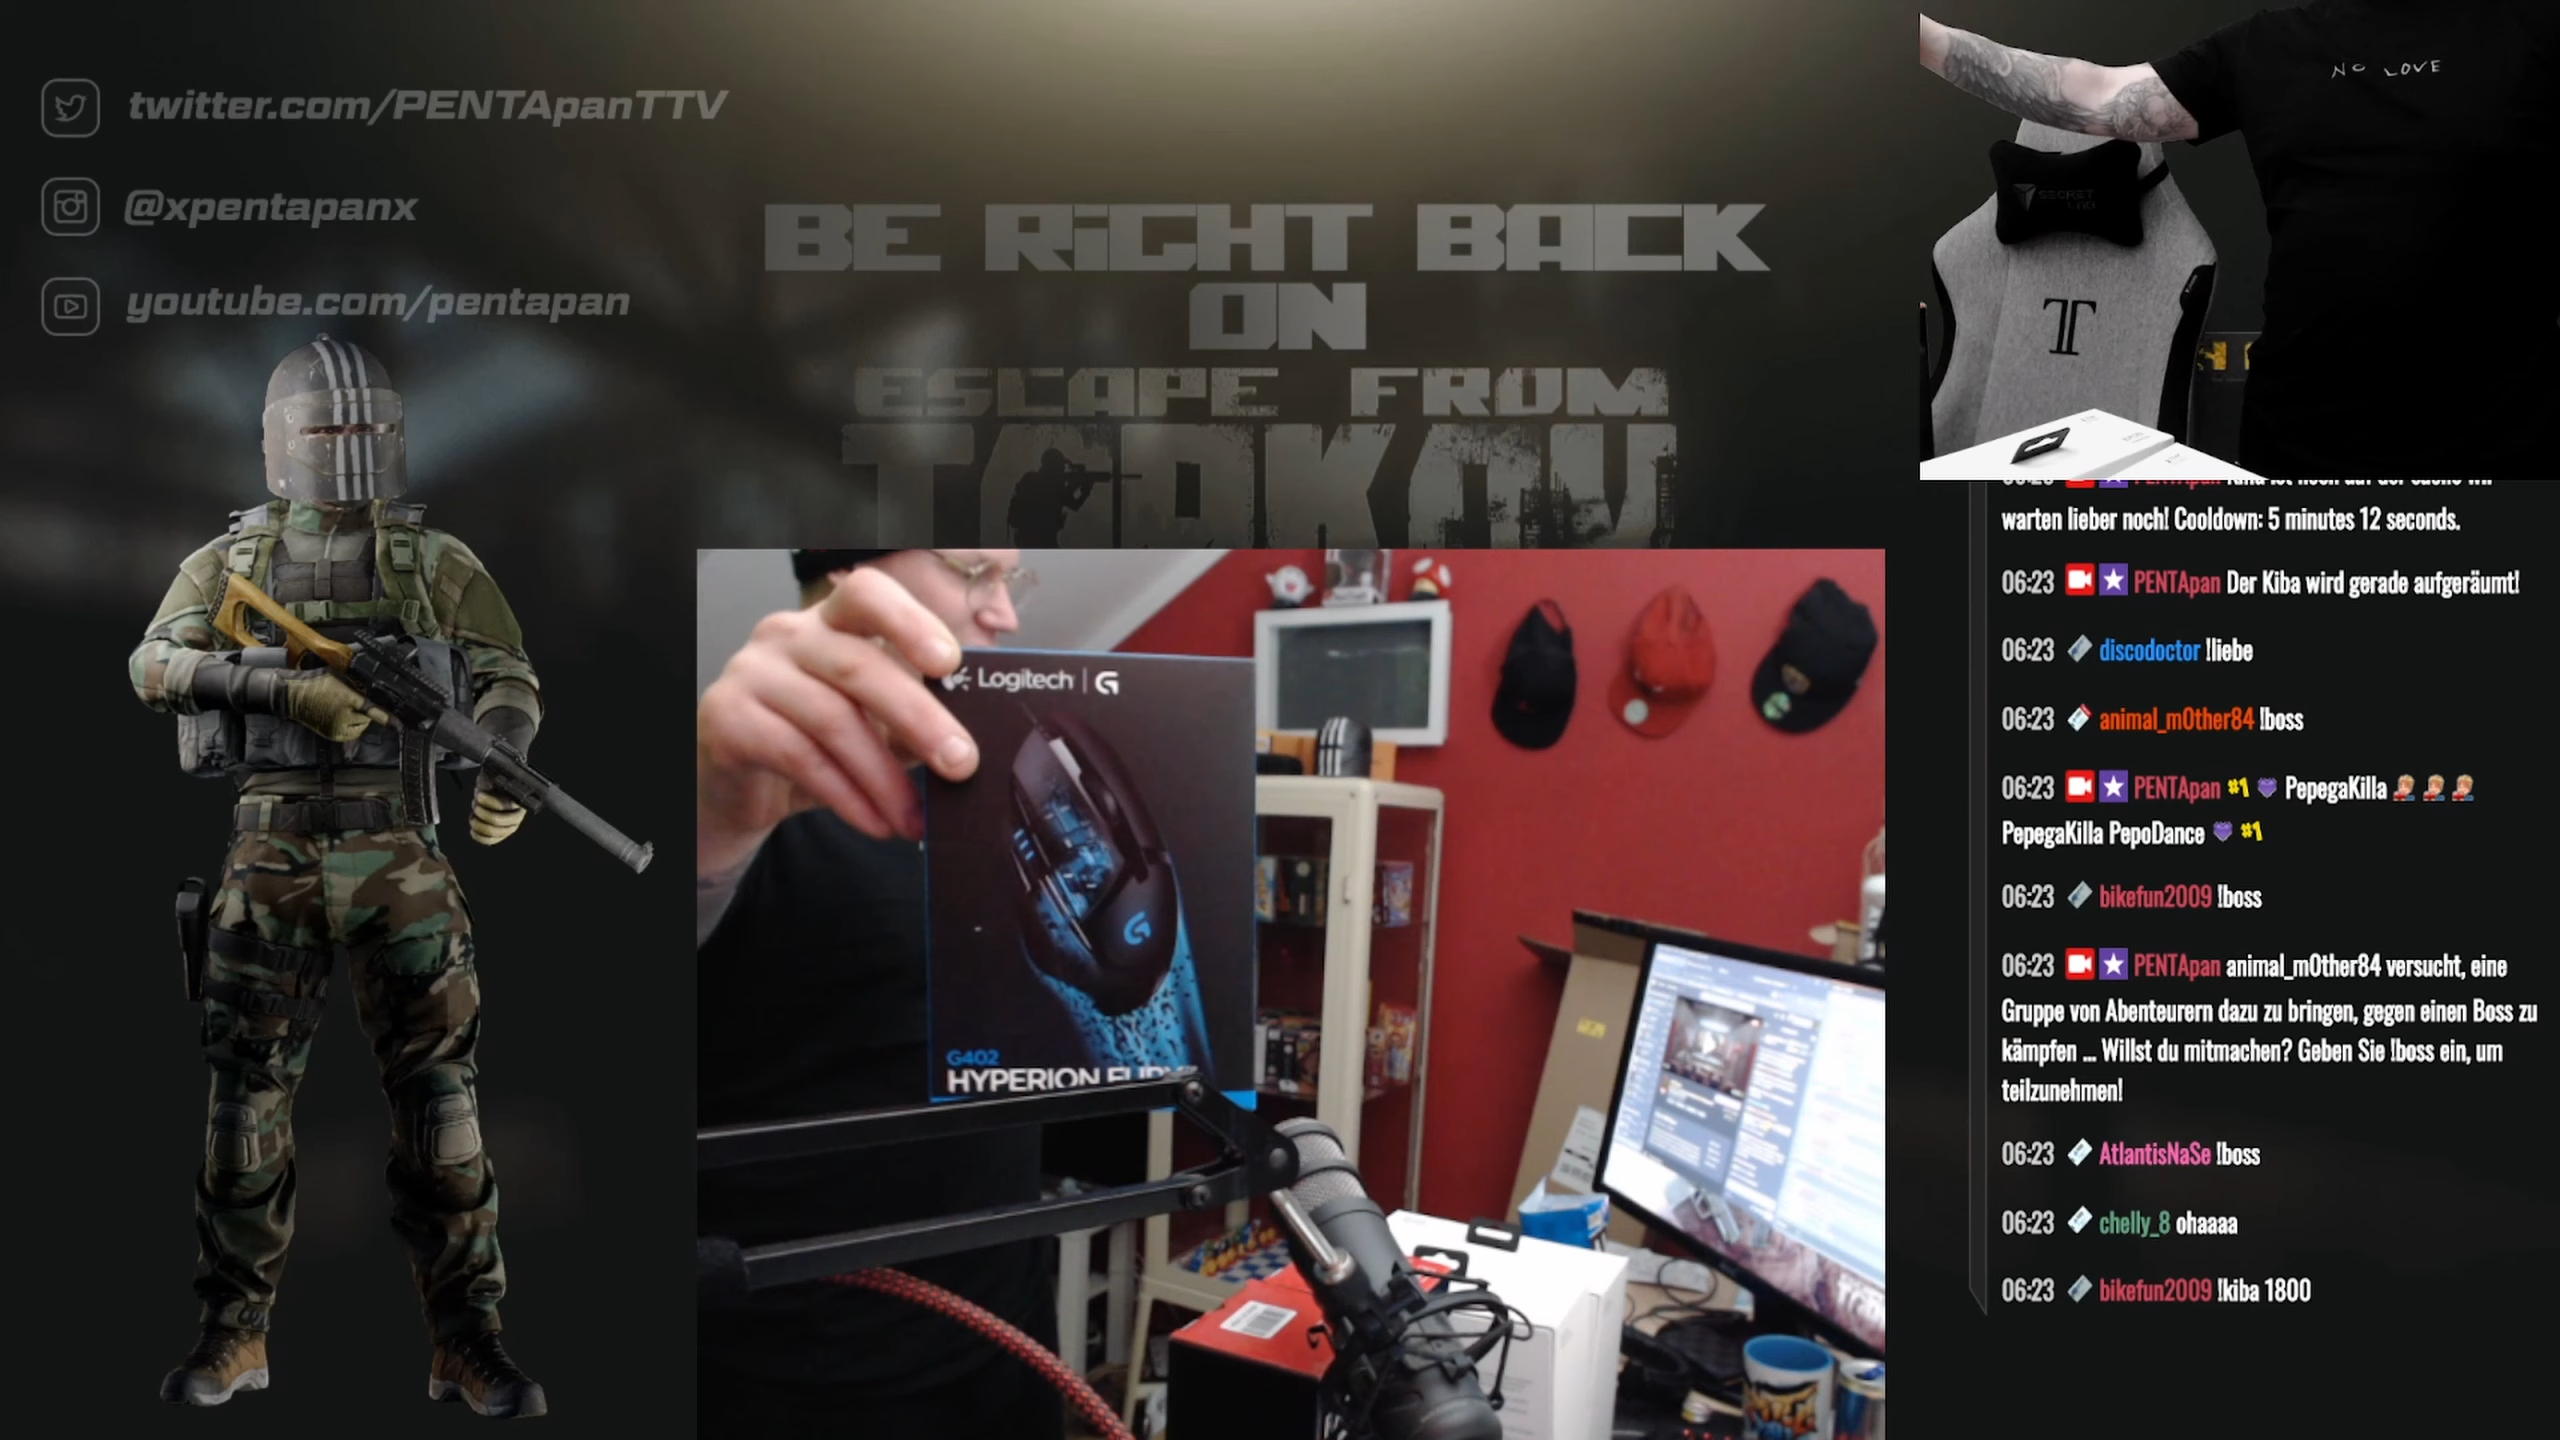 twitter.com/PENTApanTTV
@xpentapanx
youtube.com/pentapan
BE RIGHT BACK
ON
ESCAPE FROM
TARKOV
NO LOVE
SECRET
LAB
T
Logitech | G
G402
HYPERION FURY
warten lieber noch! Cooldown: 5 minutes 12 seconds.
06:23 PENTApan Der Kiba wird gerade aufgeräumt!
06:23 discodoctor !liebe
06:23 animal_m0ther84 !boss
06:23 PENTApan #1 PepegaKilla
PepegaKilla PepoDance #1
06:23 bikefun2009 !boss
06:23 PENTApan animal_m0ther84 versucht, eine
Gruppe von Abenteurern dazu zu bringen, gegen einen Boss zu
kämpfen ... Willst du mitmachen? Geben Sie !boss ein, um
teilzunehmen!
06:23 AtlantisNaSe !boss
06:23 chelly_8 ohaaaa
06:23 bikefun2009 !kiba 1800